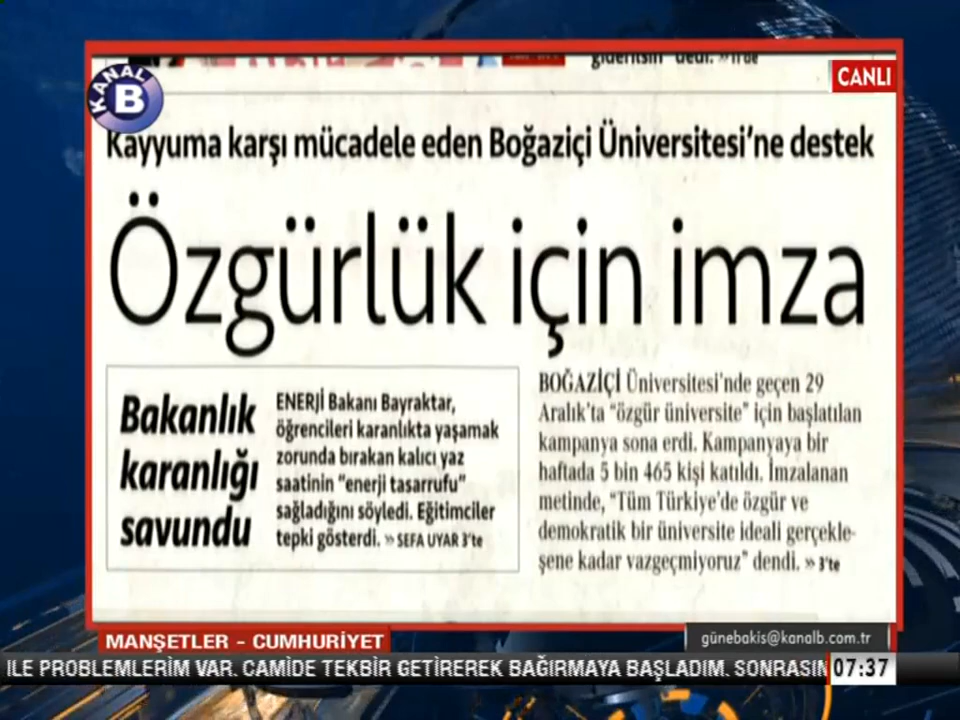 gideritsin" dedi. »11'de
KANAL B
CANLI
Kayyuma karşı mücadele eden Boğaziçi Üniversitesi'ne destek
Özgürlük için imza
Bakanlık
karanlığı
savundu
ENERJİ Bakanı Bayraktar,
öğrencileri karanlıkta yaşamak
zorunda bırakan kalıcı yaz
saatinin "enerji tasarrufu"
sağladığını söyledi. Eğitimciler
tepki gösterdi. » SEFA UYAR 3'te
BOĞAZİÇİ Üniversitesi'nde geçen 29
Aralık'ta "özgür üniversite" için başlatılan
kampanya sona erdi. Kampanyaya bir
haftada 5 bin 465 kişi katıldı. İmzalanan
metinde, "Tüm Türkiye'de özgür ve
demokratik bir üniversite ideali gerçekle-
şene kadar vazgeçmiyoruz" dendi. » 3'te
MANŞETLER - CUMHURİYET
günebakis@kanalb.com.tr
ILE PROBLEMLERİM VAR. CAMİDE TEKBİR GETİREREK BAĞIRMAYA BAŞLADIM. SONRASIN
07:37